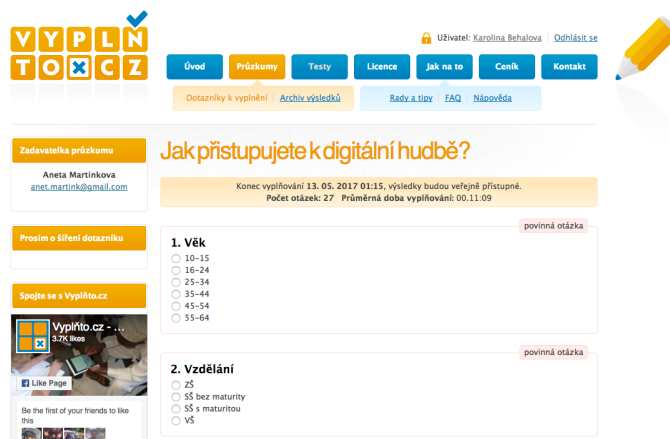 VYPLŇ
TO CZ
Uživatel: Karolina Behalova | Odhlásit se
Úvod Průzkumy Testy Licence Jak na to Ceník Kontakt
Dotazníky k vyplnění | Archiv výsledků
Rady a tipy | FAQ | Nápověda
Zadavatelka průzkumu
Aneta Martinkova
anet.martink@gmail.com
Prosím o šíření dotazníku
Spojte se s Vyplňto.cz
Vyplňto.cz - ...
3.7K likes
Like Page
Be the first of your friends to like
this
Jak přistupujete k digitální hudbě?
Konec vyplňování 13. 05. 2017 01:15, výsledky budou veřejně přístupné.
Počet otázek: 27 Průměrná doba vyplňování: 00.11:09
povinná otázka
1. Věk
10-15
16-24
25-34
35-44
45-54
55-64
povinná otázka
2. Vzdělání
ZŠ
SŠ bez maturity
SŠ s maturitou
VŠ